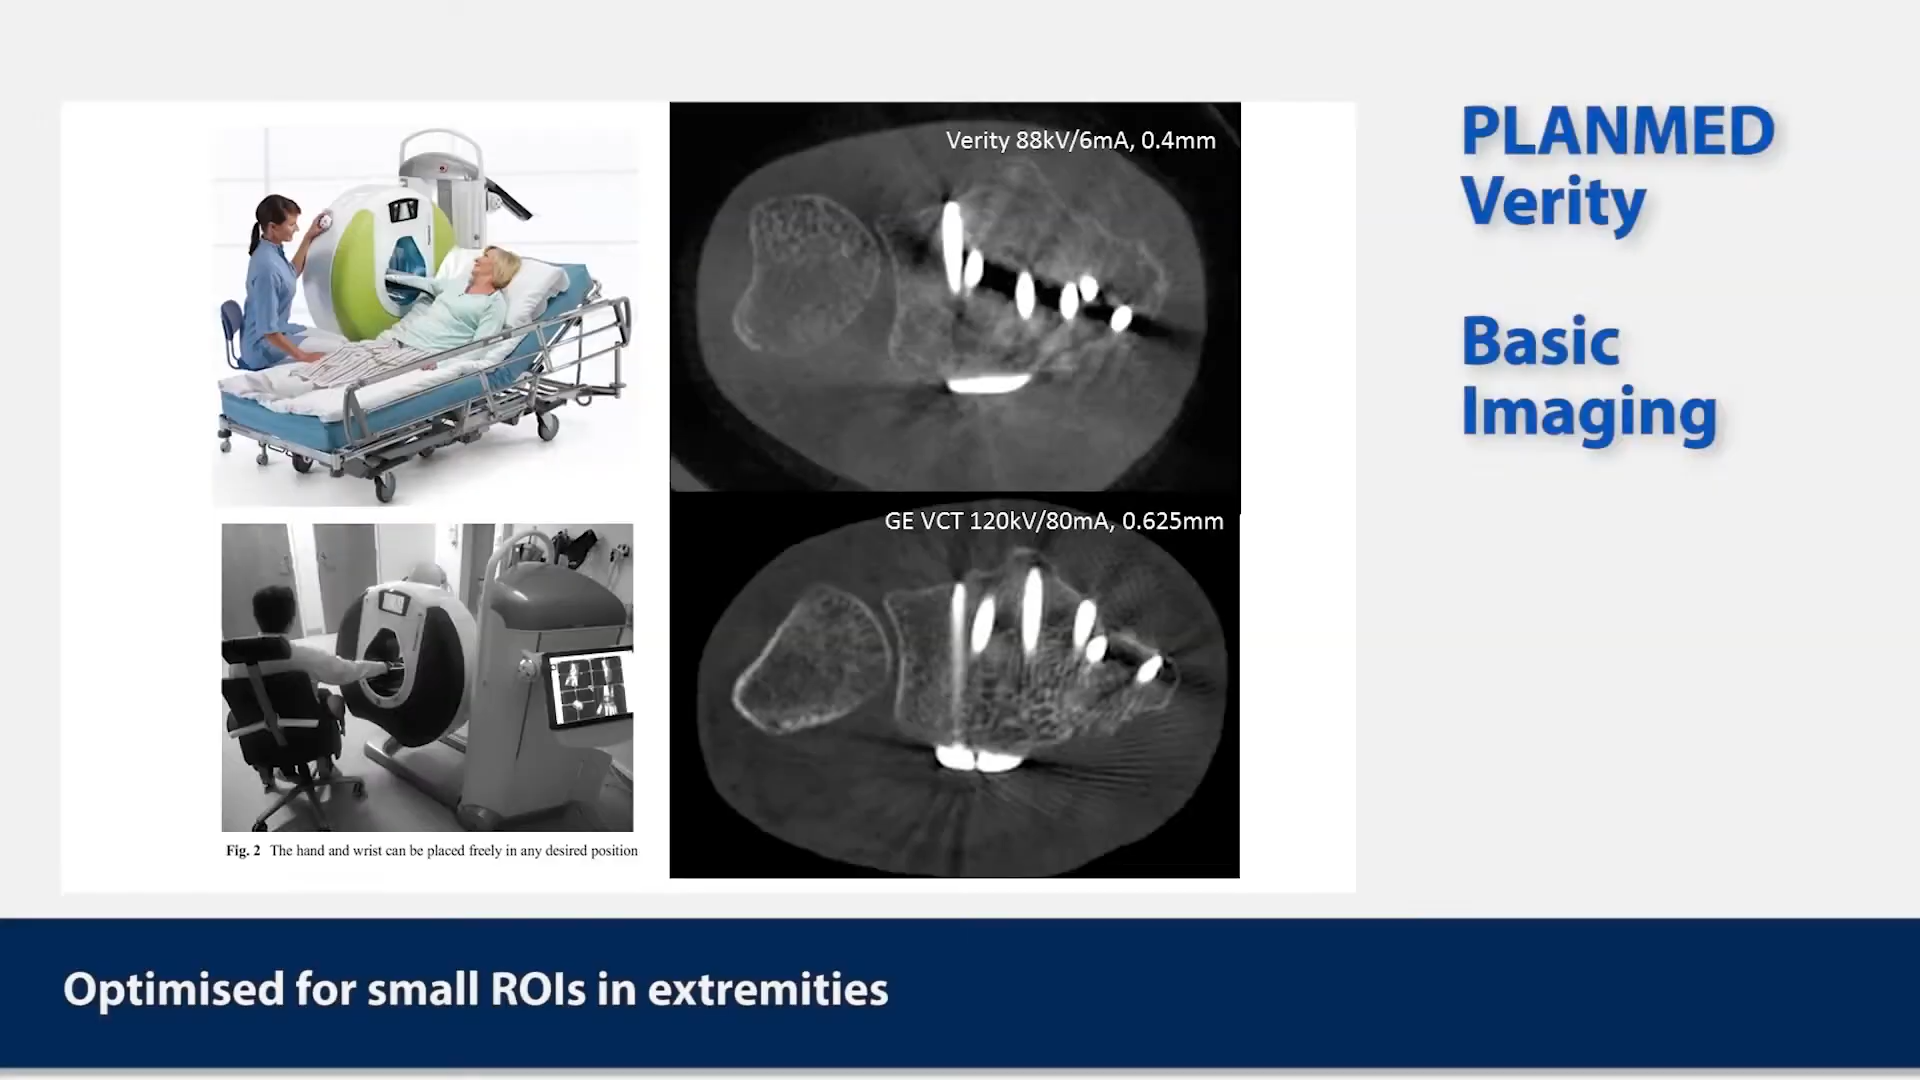 PLANMED
Verity
Basic
Imaging
Verity 88kV/6mA, 0.4mm
GE VCT 120kV/80mA, 0.625mm
Fig. 2 The hand and wrist can be placed freely in any desired position
Optimised for small ROIs in extremities